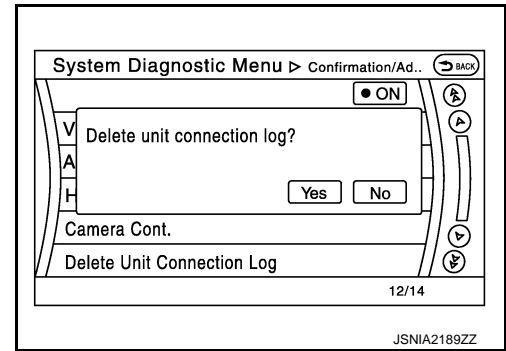 System Diagnostic Menu ▷ Confirmation/Ad.. BACK
● ON
V
Delete unit connection log?
A
H
Yes No
Camera Cont.
Delete Unit Connection Log
12/14
JSNIA2189ZZ